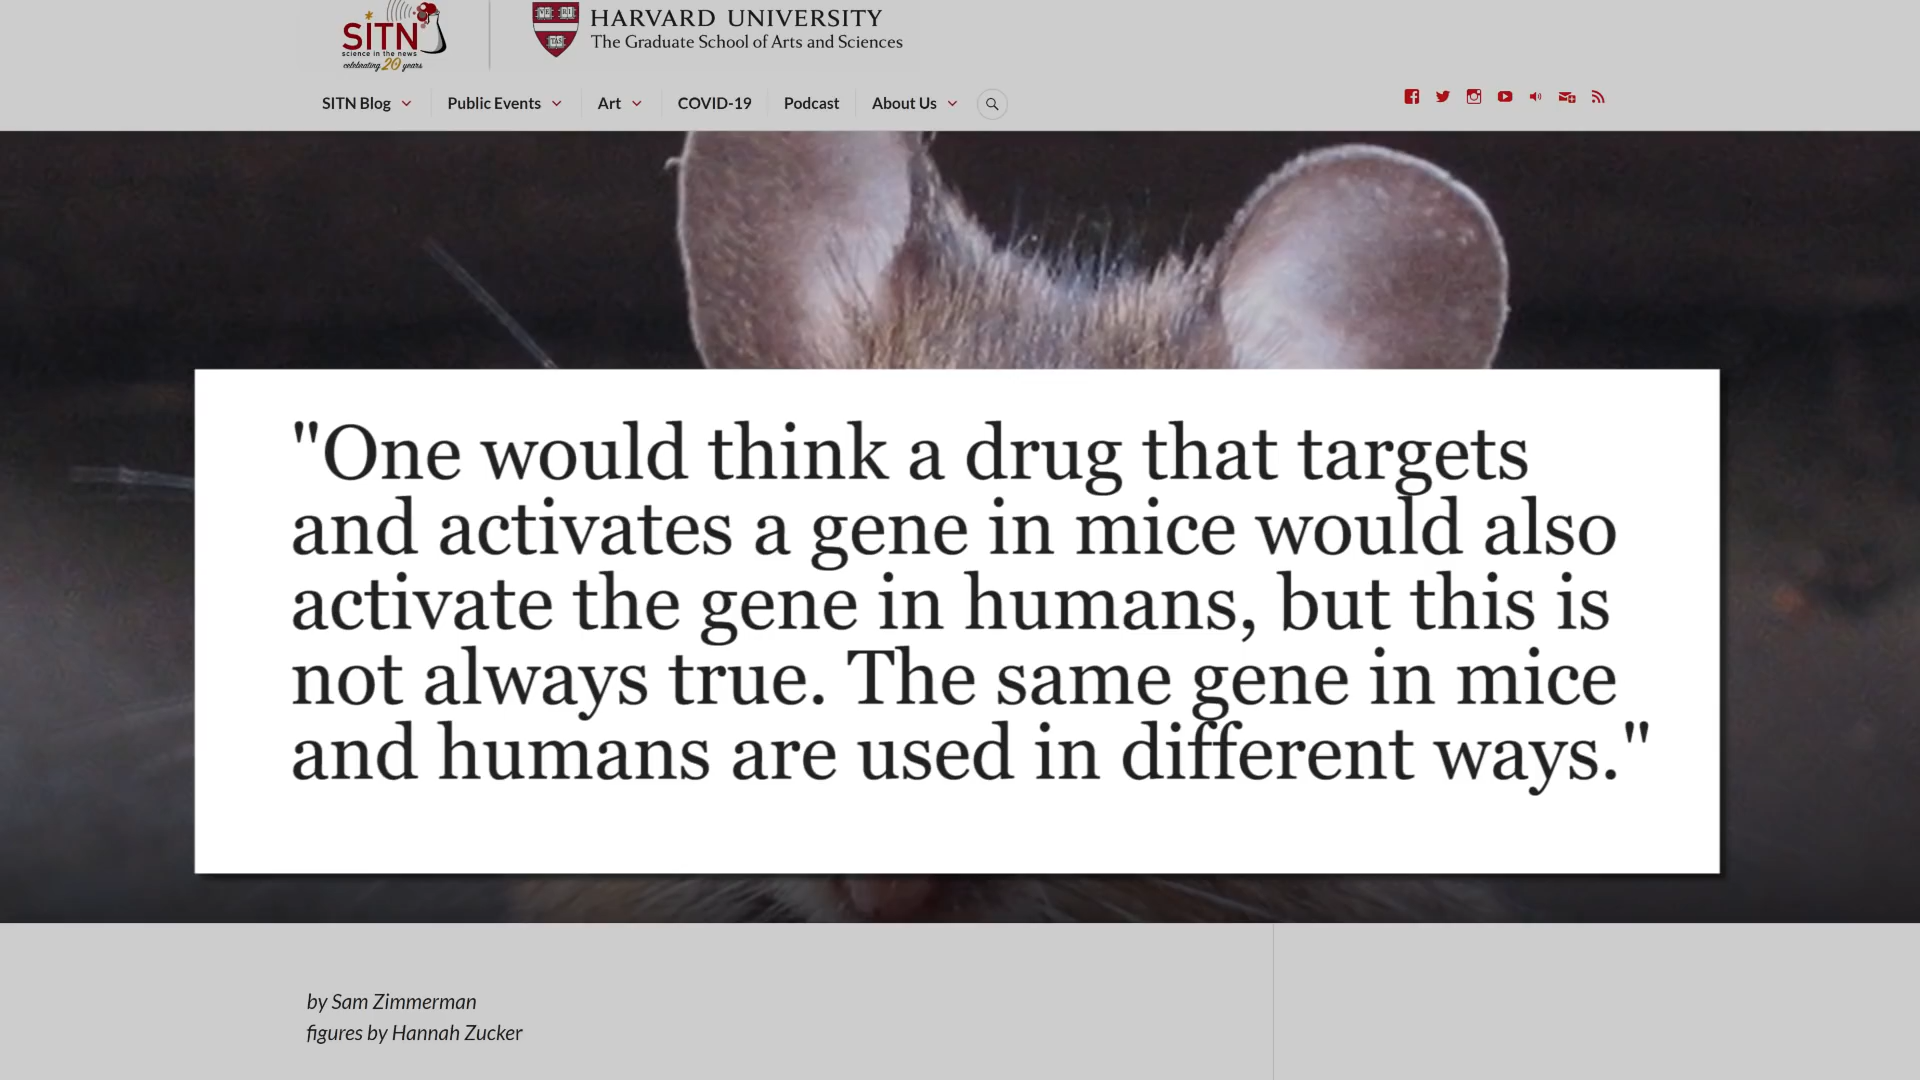 SITN
science in the news
celebrating 20 years
HARVARD UNIVERSITY
The Graduate School of Arts and Sciences
SITN Blog
Public Events
Art
COVID-19
Podcast
About Us
"One would think a drug that targets
and activates a gene in mice would also
activate the gene in humans, but this is
not always true. The same gene in mice
and humans are used in different ways."
by Sam Zimmerman
figures by Hannah Zucker